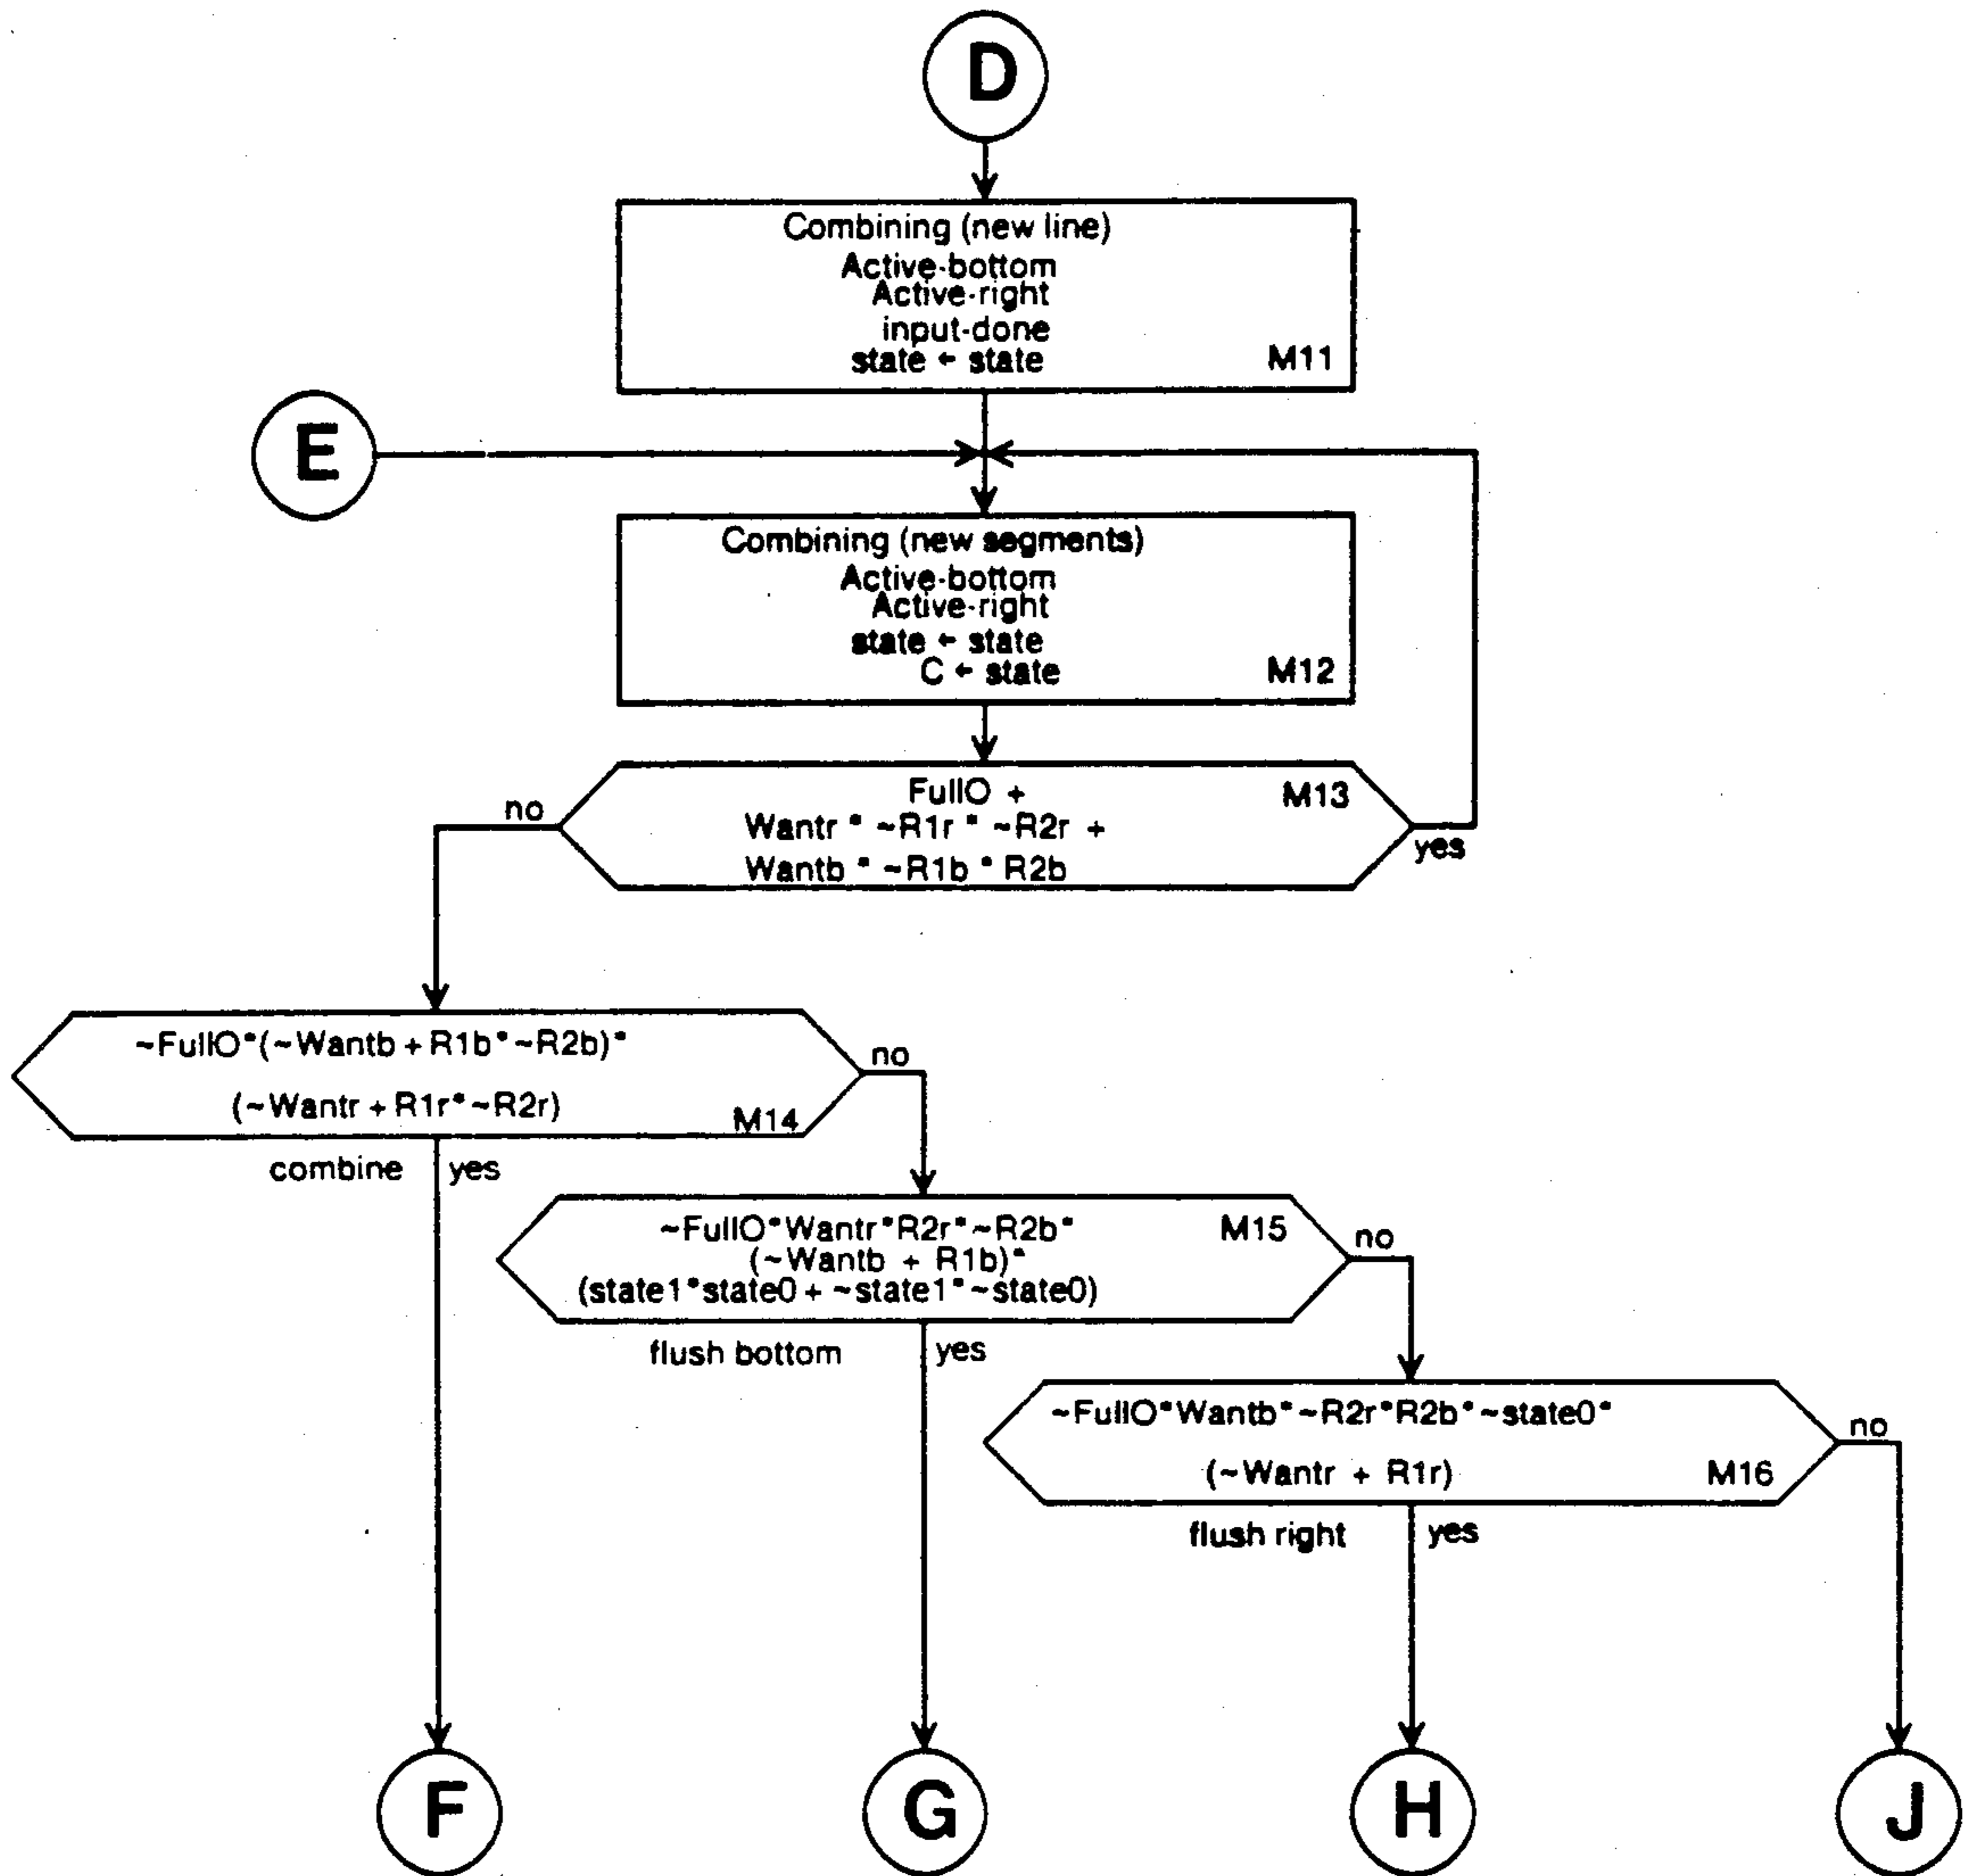 D
Combining (new line)
Active-bottom
Active-right
input-done
state ← state
M11
E
Combining (new segments)
Active-bottom
Active-right
state ← state
C ← state
M12
FullO +
M13
Wantr * ~R1r * ~R2r +
Wantb * ~R1b * R2b
no
yes
~FullO*(~Wantb + R1b*~R2b)*
(~Wantr + R1r*~R2r)
M14
no
combine
yes
~FullO*Wantr*R2r*~R2b*
M15
(~Wantb + R1b)*
(state1*state0 + ~state1*~state0)
no
flush bottom
yes
~FullO*Wantb*~R2r*R2b*~state0*
(~Wantr + R1r)
M16
no
flush right
yes
F
G
H
J